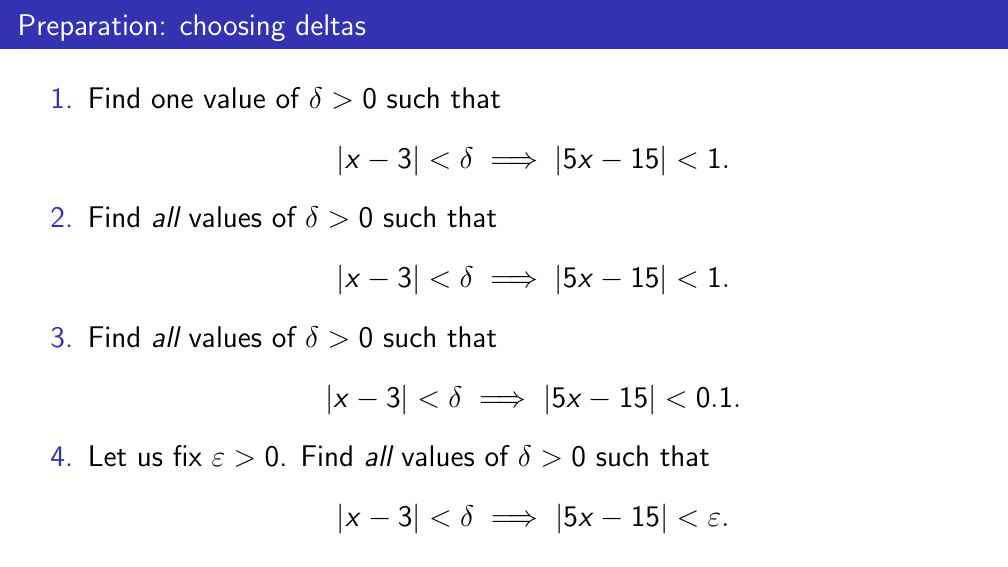 Preparation: choosing deltas
1. Find one value of δ > 0 such that
|x − 3| < δ ⟹ |5x − 15| < 1.
2. Find all values of δ > 0 such that
|x − 3| < δ ⟹ |5x − 15| < 1.
3. Find all values of δ > 0 such that
|x − 3| < δ ⟹ |5x − 15| < 0.1.
4. Let us fix ε > 0. Find all values of δ > 0 such that
|x − 3| < δ ⟹ |5x − 15| < ε.